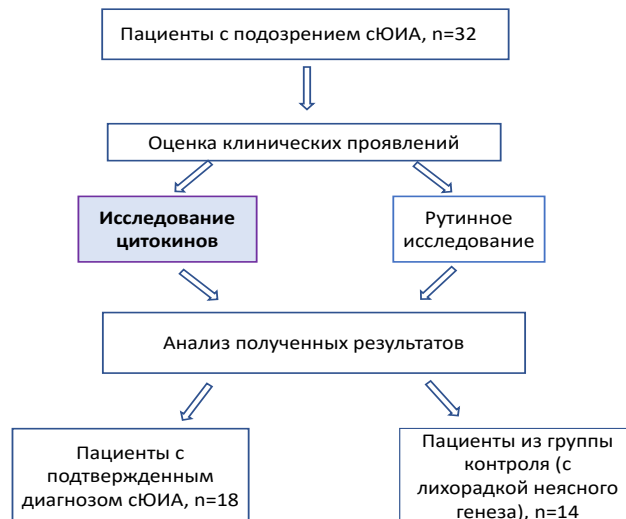 Пациенты с подозрением сЮИА, n=32
Оценка клинических проявлений
Исследование
цитокинов
Рутинное
исследование
Анализ полученных результатов
Пациенты с
подтвержденным
диагнозом сЮИА, n=18
Пациенты из группы
контроля (с
лихорадкой неясного
генеза), n=14